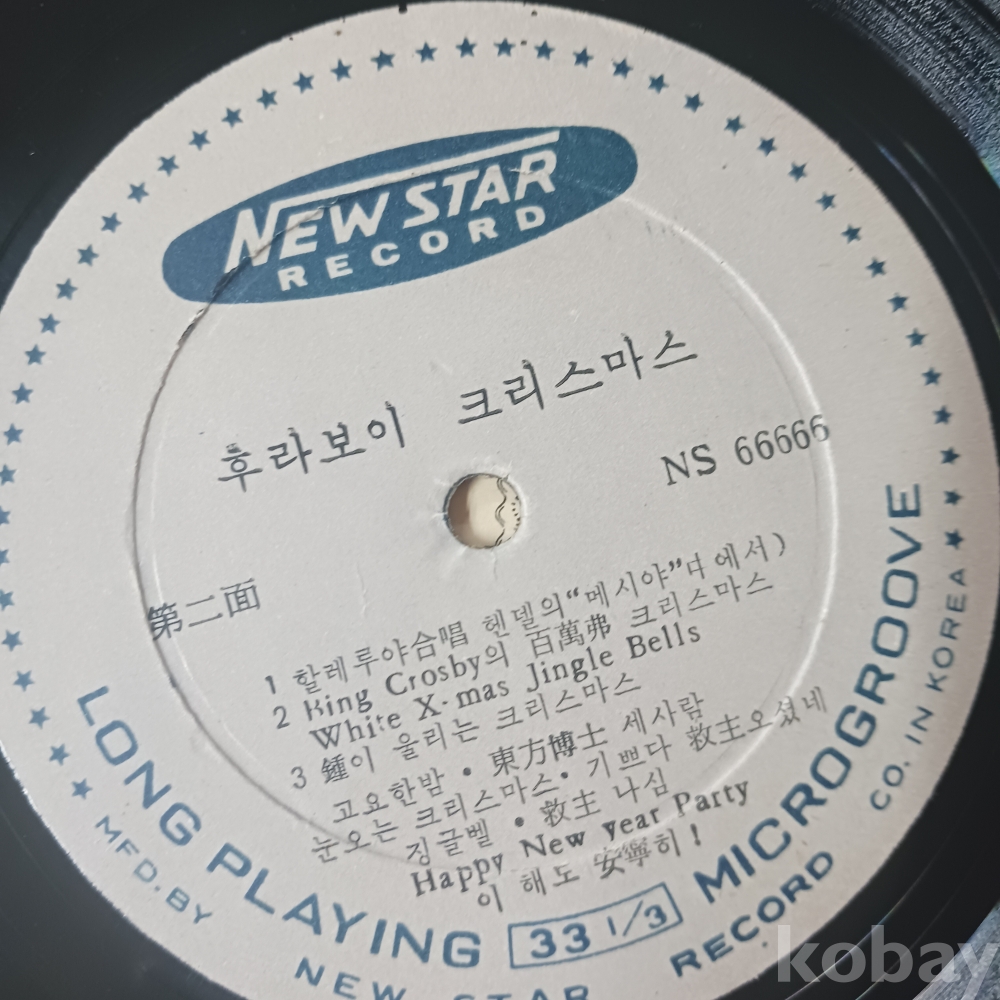 NEW STAR
RECORD
후라보이 크리스마스
NS 66666
第二面
1 할레루야合唱 헨델의 “메시야”다에서)
2 King Crosby의 百萬弗 크리스마스
White X-mas Jingle Bells
3 鍾이 울리는 크리스마스
고요한밤・東方博士 세사람
눈오는 크리스마스・기쁘다 救主오셨네
징글벨・救主 나심
Happy New year Party
이 해도 安寧히!
LONG PLAYING 33 1/3 MICROGROOVE
MFD. BY NEW STAR RECORD CO. IN KOREA
kobay